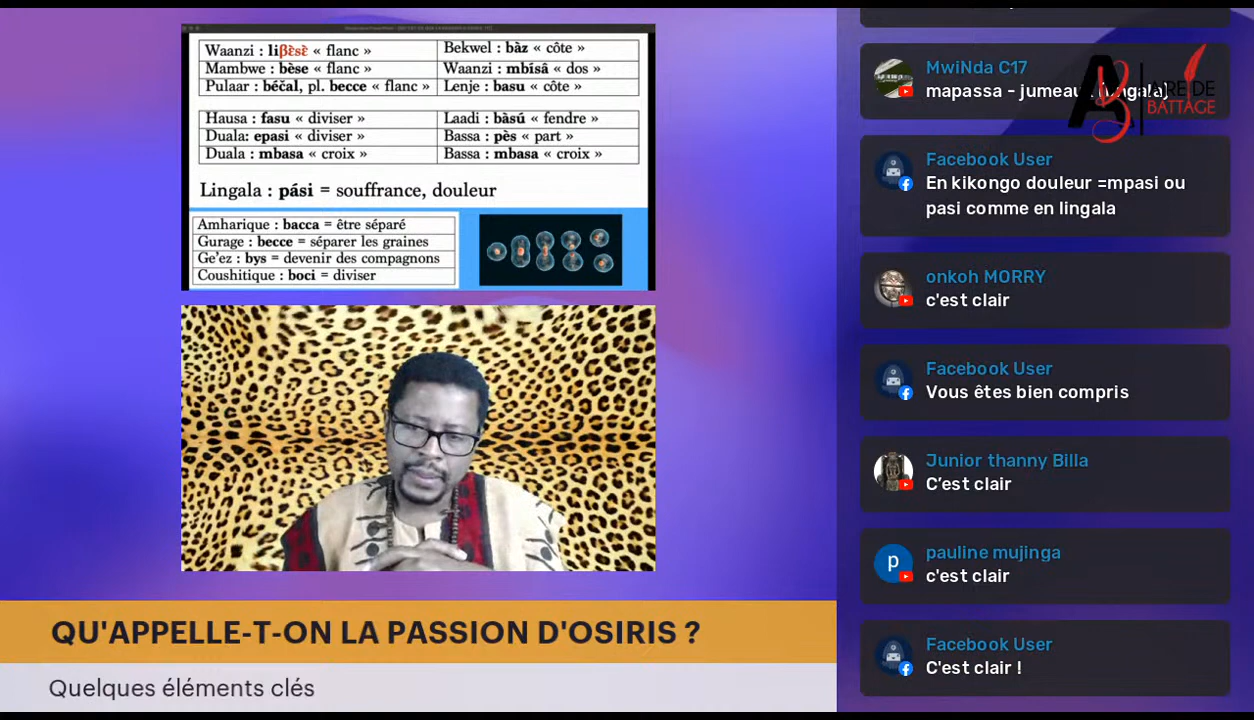 Waanzi : liβὲsὲ « flanc »
Bekwel : bàz « côte »
Mambwe : bèse « flanc »
Waanzi : mbísâ « dos »
Pulaar : béčal, pl. becce « flanc »
Lenje : basu « côte »
Hausa : fasu « diviser »
Laadi : bàsú « fendre »
Duala: epasi « diviser »
Bassa : pès « part »
Duala : mbasa « croix »
Bassa : mbasa « croix »
Lingala : pási = souffrance, douleur
Amharique : bacca = être séparé
Gurage : becce = séparer les graines
Ge'ez : bys = devenir des compagnons
Coushitique : boci = diviser
QU'APPELLE-T-ON LA PASSION D'OSIRIS ?
Quelques éléments clés
MwiNda C17
mapassa - jumeaux (lingala)
AIRE DE
BATTAGE
Facebook User
En kikongo douleur =mpasi ou
pasi comme en lingala
onkoh MORRY
c'est clair
Facebook User
Vous êtes bien compris
Junior thanny Billa
C'est clair
p
pauline mujinga
c'est clair
Facebook User
C'est clair !